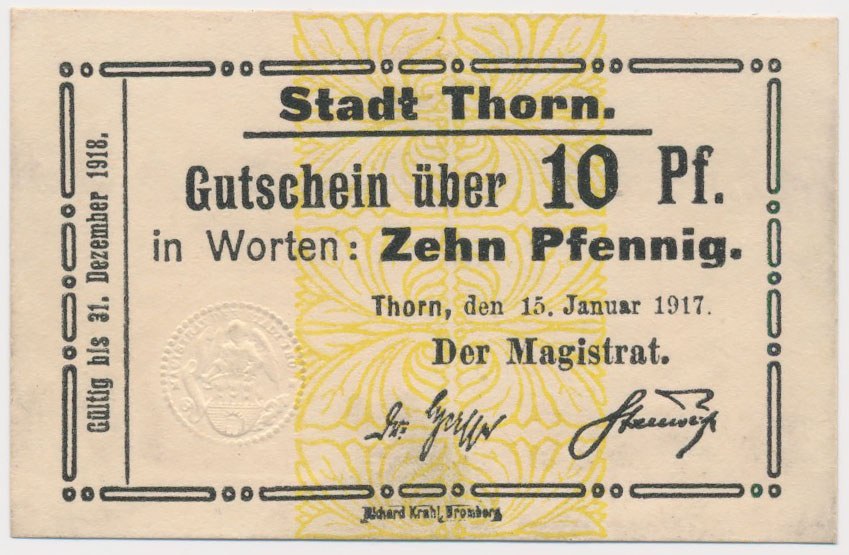 Stadt Thorn.
Gutschein über 10 Pf.
in Worten: Zehn Pfennig.
Thorn, den 15. Januar 1917.
Der Magistrat.
Dr.
Gültig bis 31. Dezember 1918.
Richard Krahl, Bromberg.